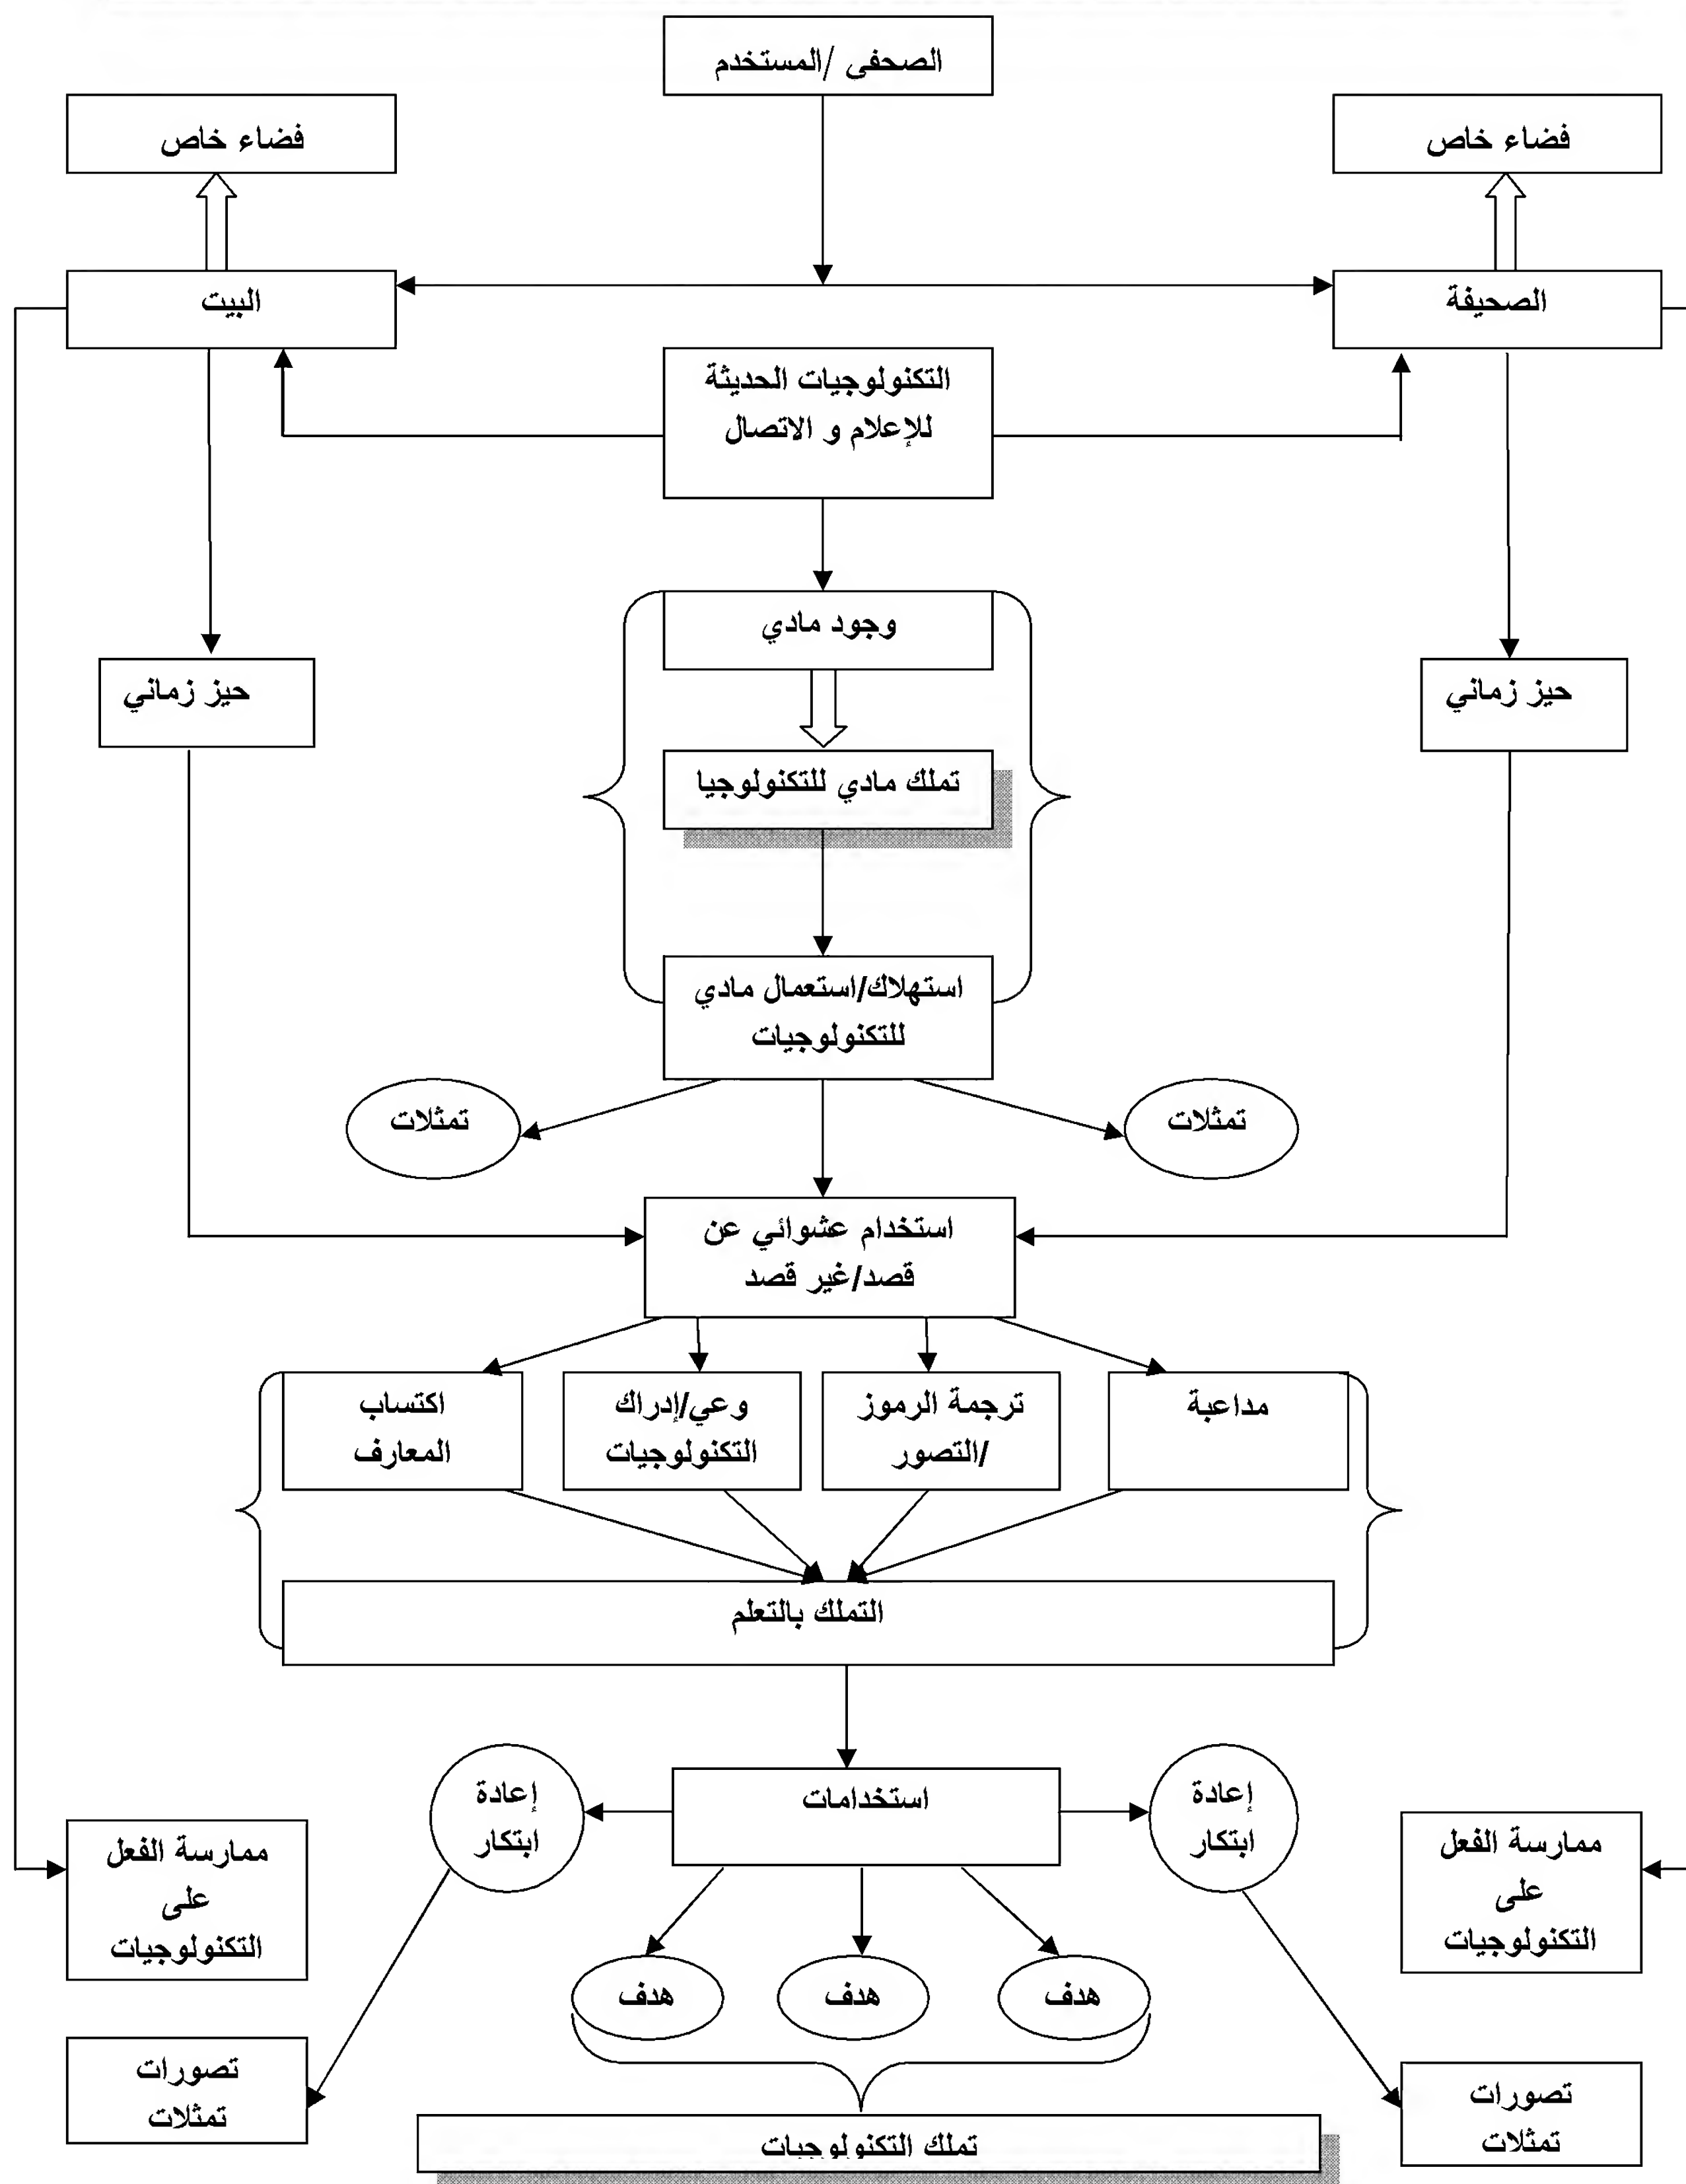 الصحفي /المستخدم
فضاء خاص
فضاء خاص
الصحيفة
البيت
التكنولوجيات الحديثة
للإعلام و الاتصال
وجود مادي
حيز زماني
حيز زماني
تملك مادي للتكنولوجيا
استهلاك/استعمال مادي
للتكنولوجيات
تمثلات
تمثلات
استخدام عشوائي عن
قصد/غير قصد
مداعبة
ترجمة الرموز
/التصور
وعي/إدراك
التكنولوجيات
اكتساب
المعارف
التملك بالتعلم
إعادة
ابتكار
استخدامات
إعادة
ابتكار
ممارسة الفعل
على
التكنولوجيات
ممارسة الفعل
على
التكنولوجيات
هدف
هدف
هدف
تصورات
تمثلات
تصورات
تمثلات
تملك التكنولوجيات